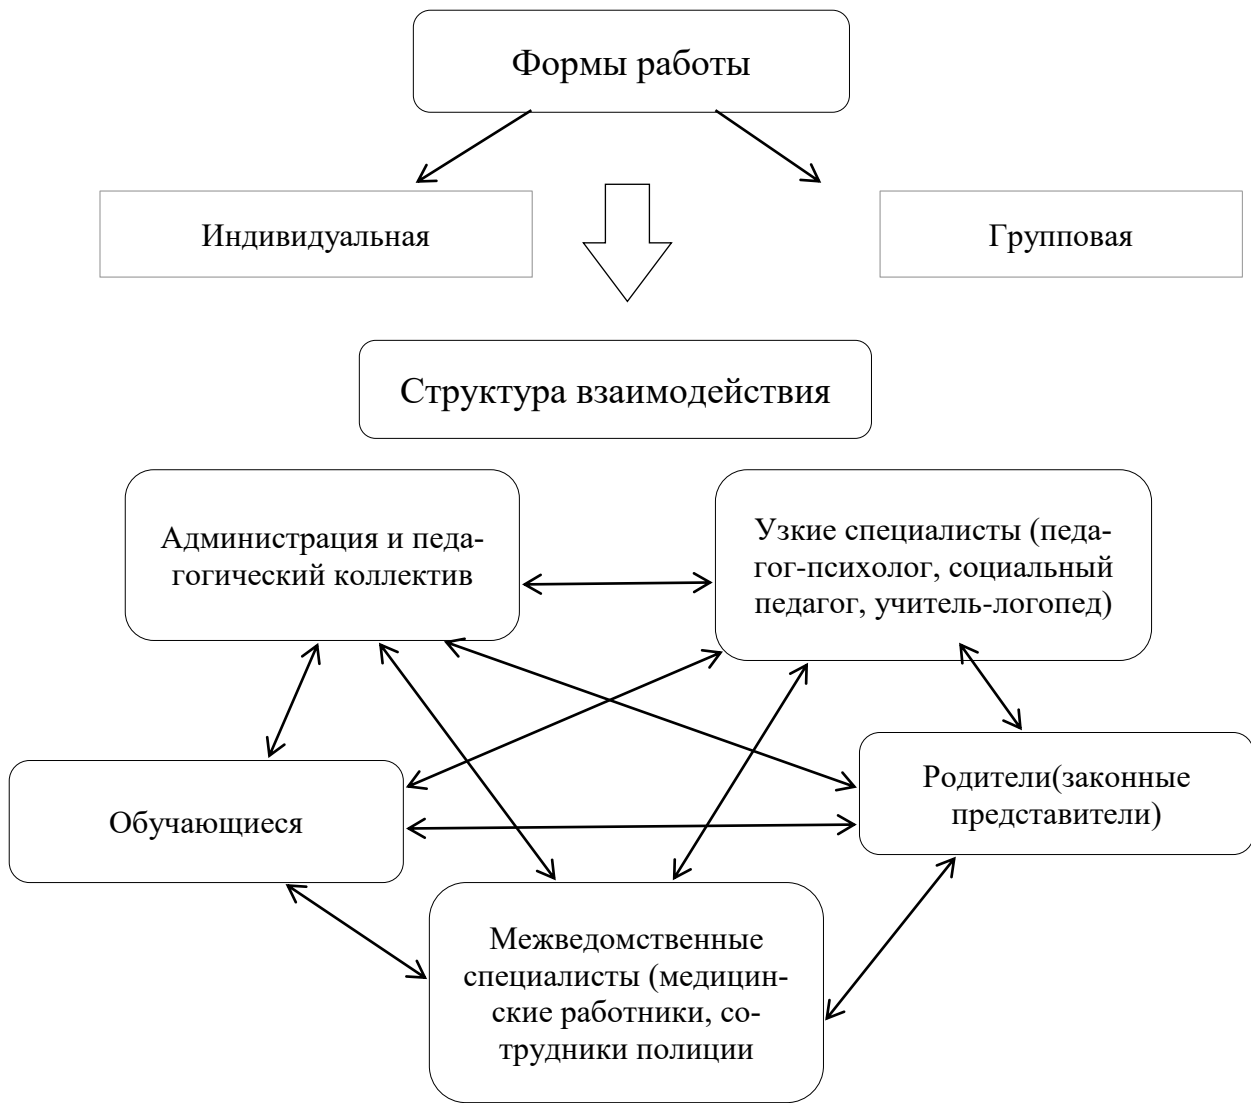 Формы работы
Индивидуальная
Групповая
Структура взаимодействия
Администрация и педа-
гогический коллектив
Узкие специалисты (педа-
гог-психолог, социальный
педагог, учитель-логопед)
Обучающиеся
Родители(законные
представители)
Межведомственные
специалисты (медицин-
ские работники, со-
трудники полиции